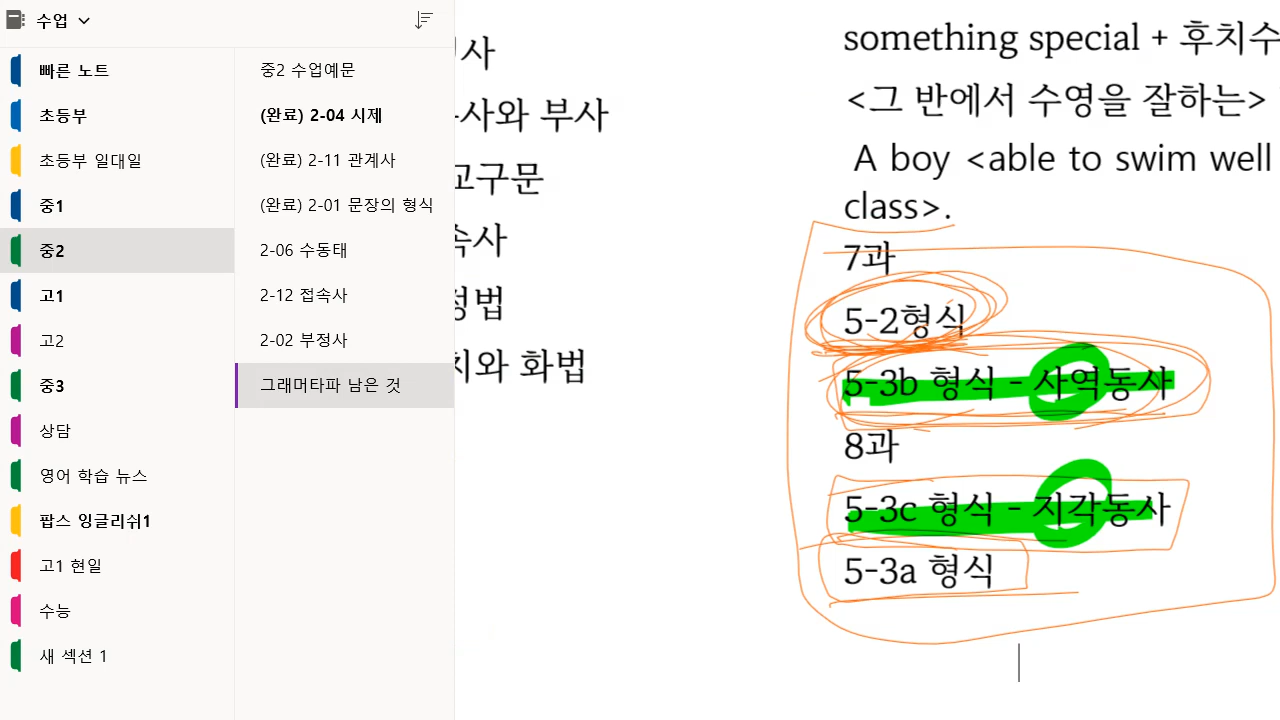 수업
빠른 노트
초등부
초등부 일대일
중1
중2
고1
고2
중3
상담
영어 학습 뉴스
팝스 잉글리쉬1
고1 현일
수능
새 섹션 1
중2 수업예문
(완료) 2-04 시제
(완료) 2-11 관계사
(완료) 2-01 문장의 형식
2-06 수동태
2-12 접속사
2-02 부정사
그래머타파 남은 것
사와 부사
구문
속사
정법
치와 화법
something special + 후치수
<그 반에서 수영을 잘하는>
A boy <able to swim well
class>.
7과
5-2형식
5-3b 형식 - 사역동사
8과
5-3c 형식 - 지각동사
5-3a 형식